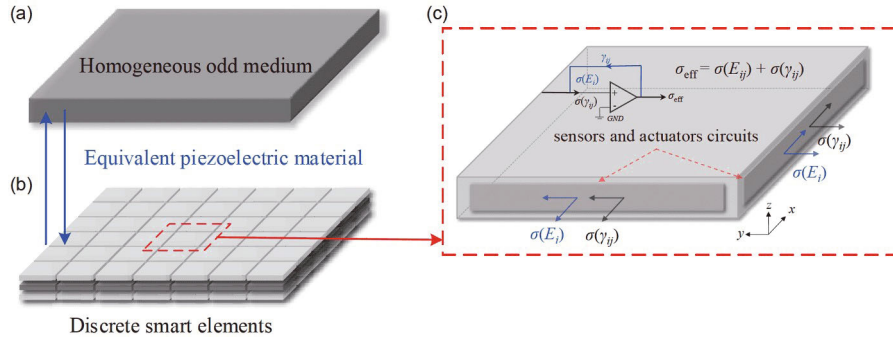 (a)
Homogeneous odd medium
Equivalent piezoelectric material
(b)
Discrete smart elements
(c)
γij
σ(Ei)
σ(γij)
+
-
GND
σeff
σeff = σ(Eij) + σ(γij)
sensors and actuators circuits
σ(γij)
σ(Ei)
σ(Ei)
σ(γij)
z
x
y